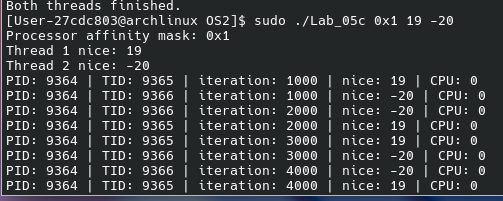 Both threads finished.
[User-27cdc803@archlinux OS2]$ sudo ./Lab_05c 0x1 19 -20
Processor affinity mask: 0x1
Thread 1 nice: 19
Thread 2 nice: -20
PID: 9364 | TID: 9365 | iteration: 1000 | nice: 19 | CPU: 0
PID: 9364 | TID: 9366 | iteration: 1000 | nice: -20 | CPU: 0
PID: 9364 | TID: 9366 | iteration: 2000 | nice: -20 | CPU: 0
PID: 9364 | TID: 9365 | iteration: 2000 | nice: 19 | CPU: 0
PID: 9364 | TID: 9365 | iteration: 3000 | nice: 19 | CPU: 0
PID: 9364 | TID: 9366 | iteration: 3000 | nice: -20 | CPU: 0
PID: 9364 | TID: 9366 | iteration: 4000 | nice: -20 | CPU: 0
PID: 9364 | TID: 9365 | iteration: 4000 | nice: 19 | CPU: 0